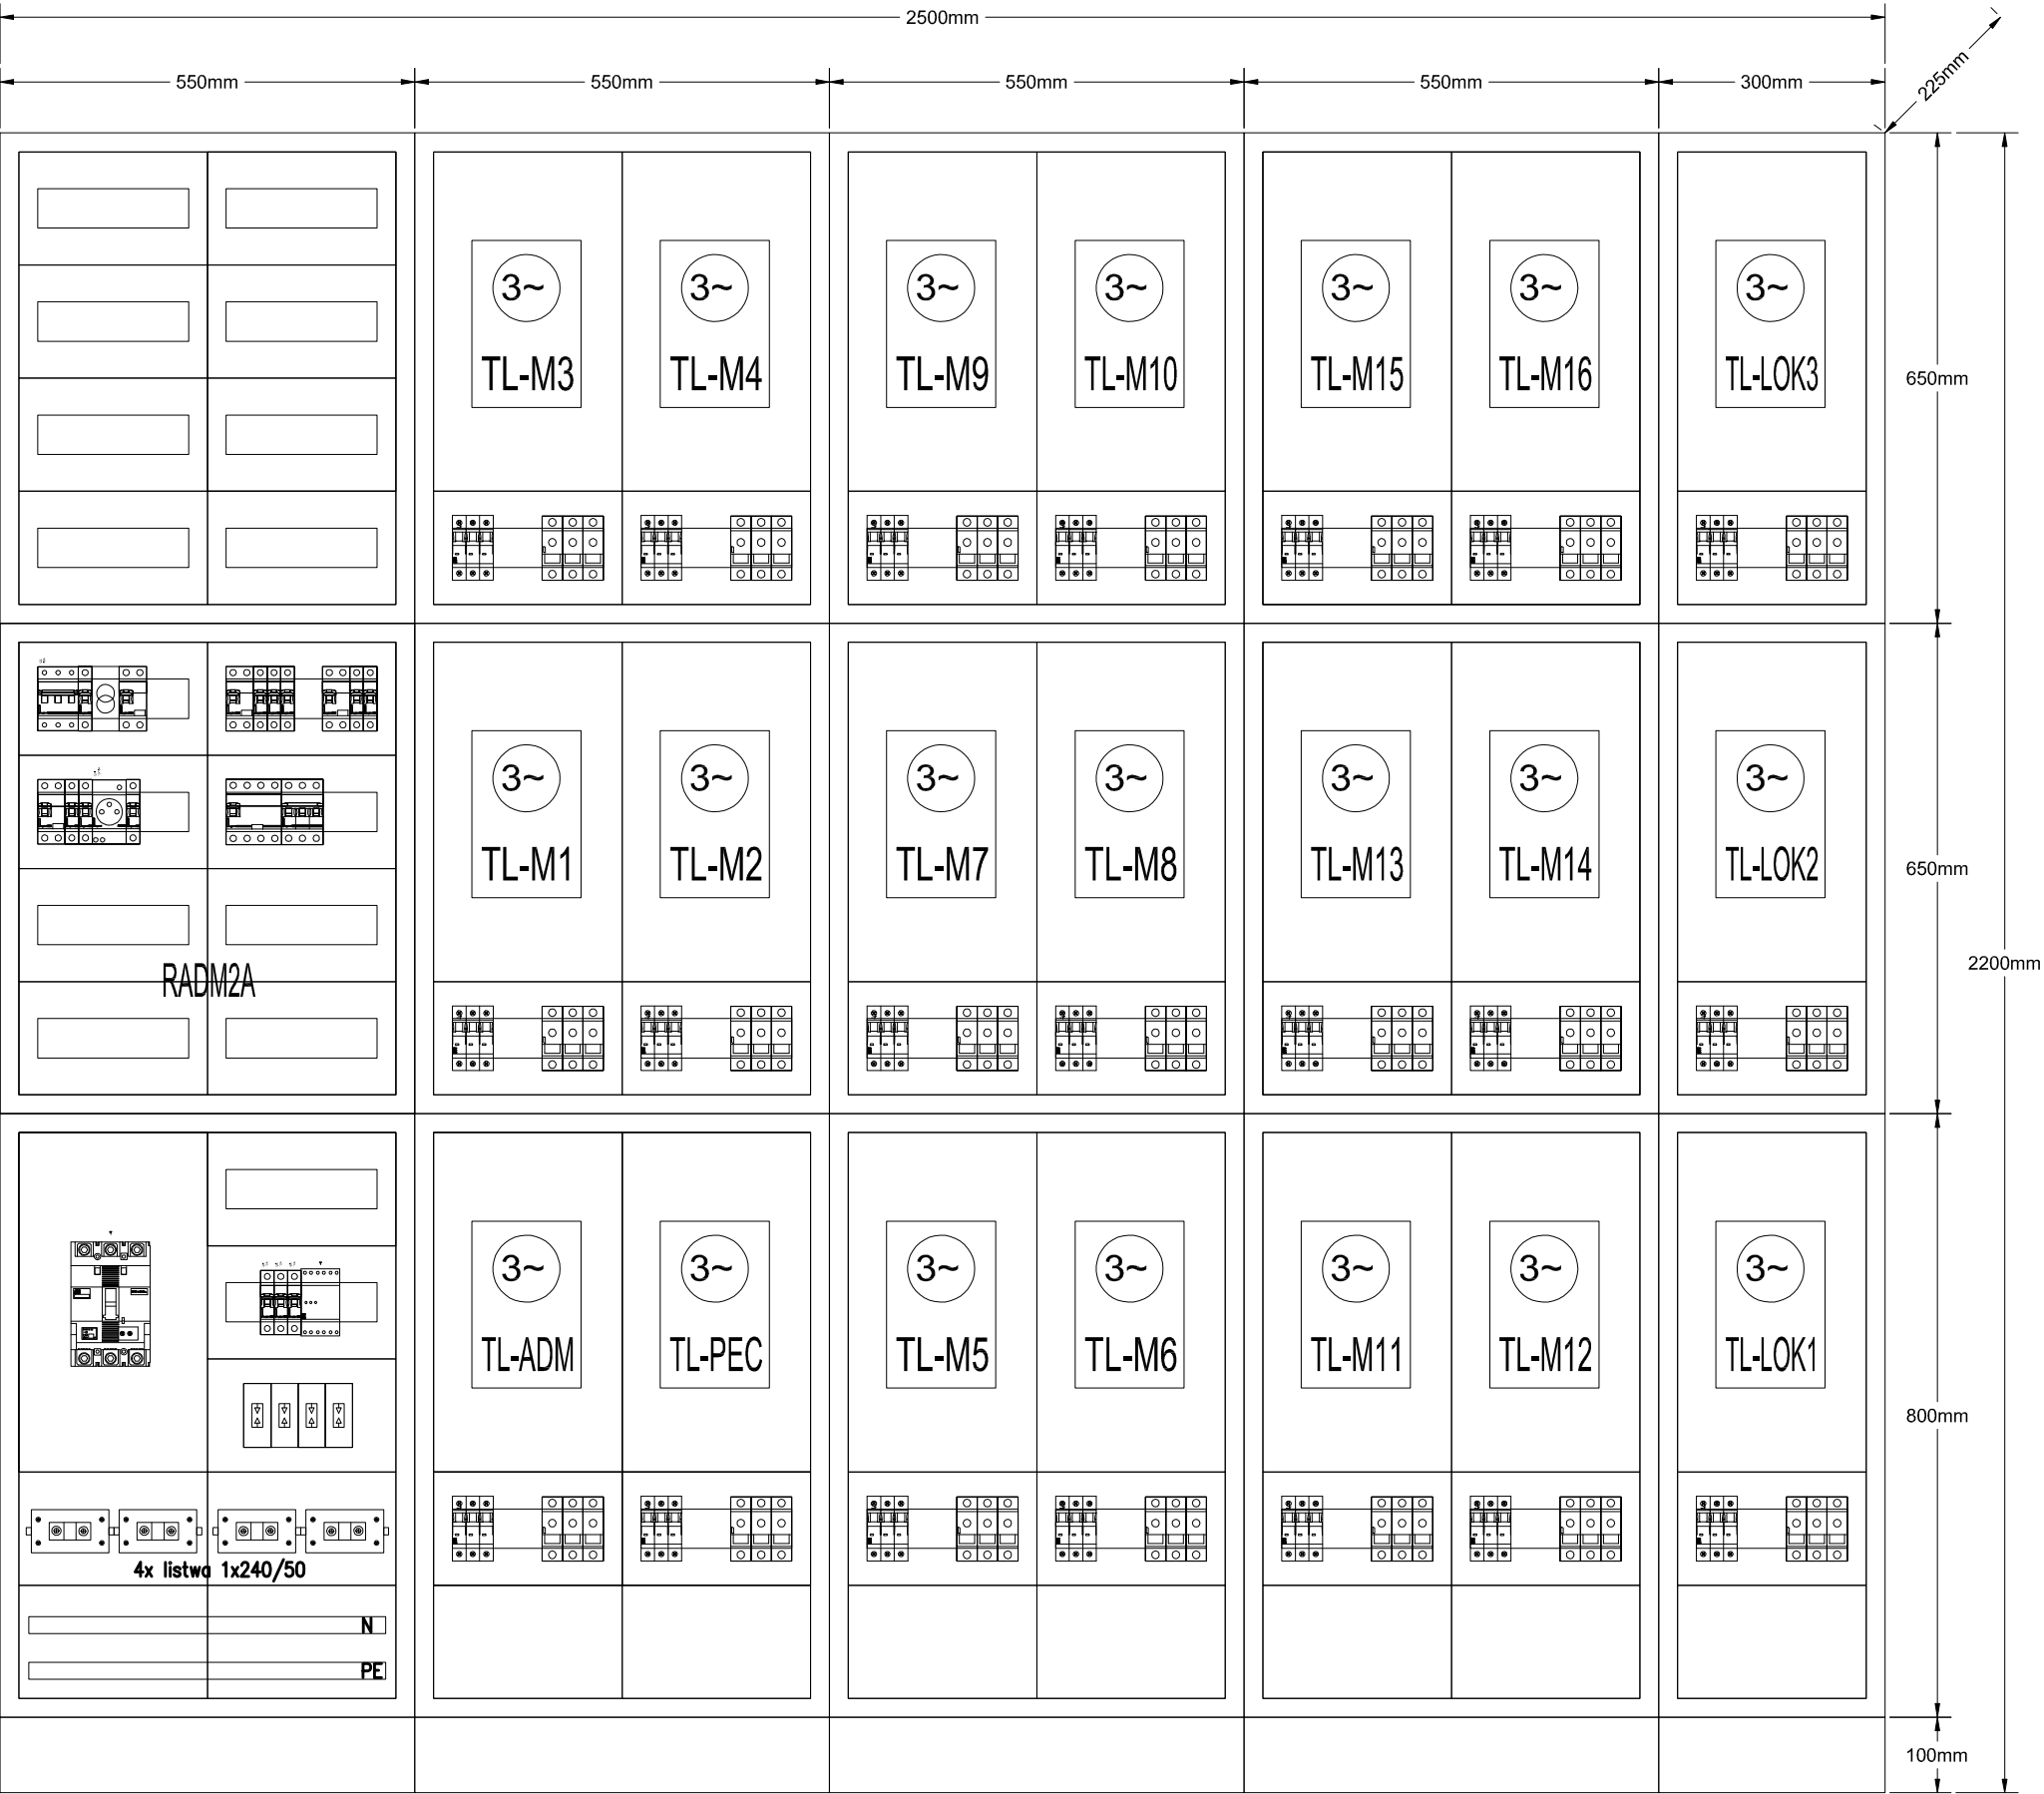 2500mm
550mm 550mm 550mm 550mm 300mm 225mm
3~ 3~ 3~ 3~ 3~ 3~ 3~
TL-M3 TL-M4 TL-M9 TL-M10 TL-M15 TL-M16 TL-LOK3 650mm
3~ 3~ 3~ 3~ 3~ 3~ 3~
TL-M1 TL-M2 TL-M7 TL-M8 TL-M13 TL-M14 TL-LOK2 650mm
RADM2A 2200mm
3~ 3~ 3~ 3~ 3~ 3~ 3~
TL-ADM TL-PEC TL-M5 TL-M6 TL-M11 TL-M12 TL-LOK1
800mm
4x listwa 1x240/50
N
PE
100mm